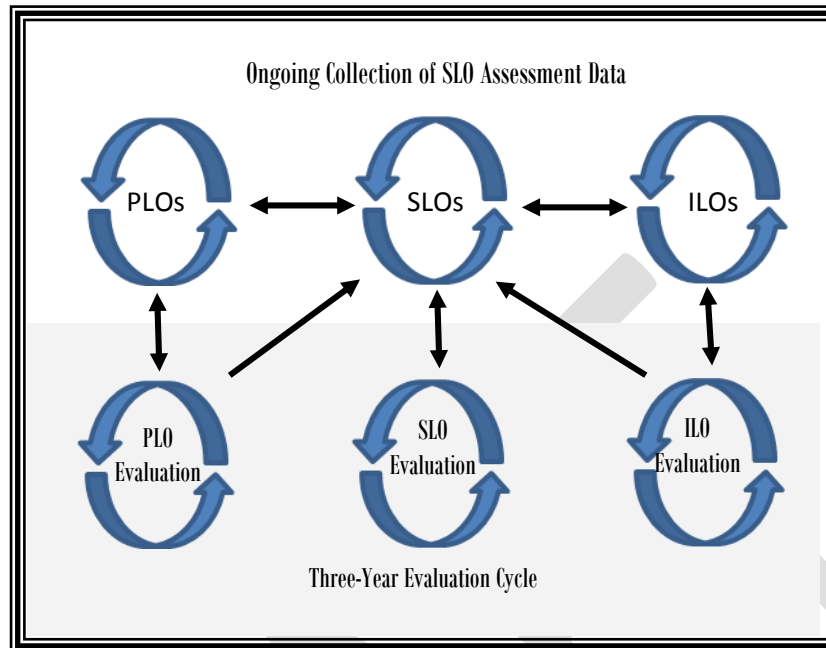 Ongoing Collection of SLO Assessment Data
PLOs
SLOs
ILOs
PLO
Evaluation
SLO
Evaluation
ILO
Evaluation
Three-Year Evaluation Cycle